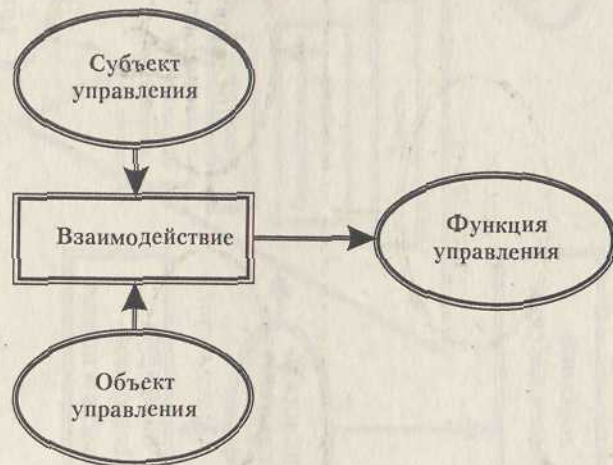 Субъект
управления
Взаимодействие
Функция
управления
Объект
управления